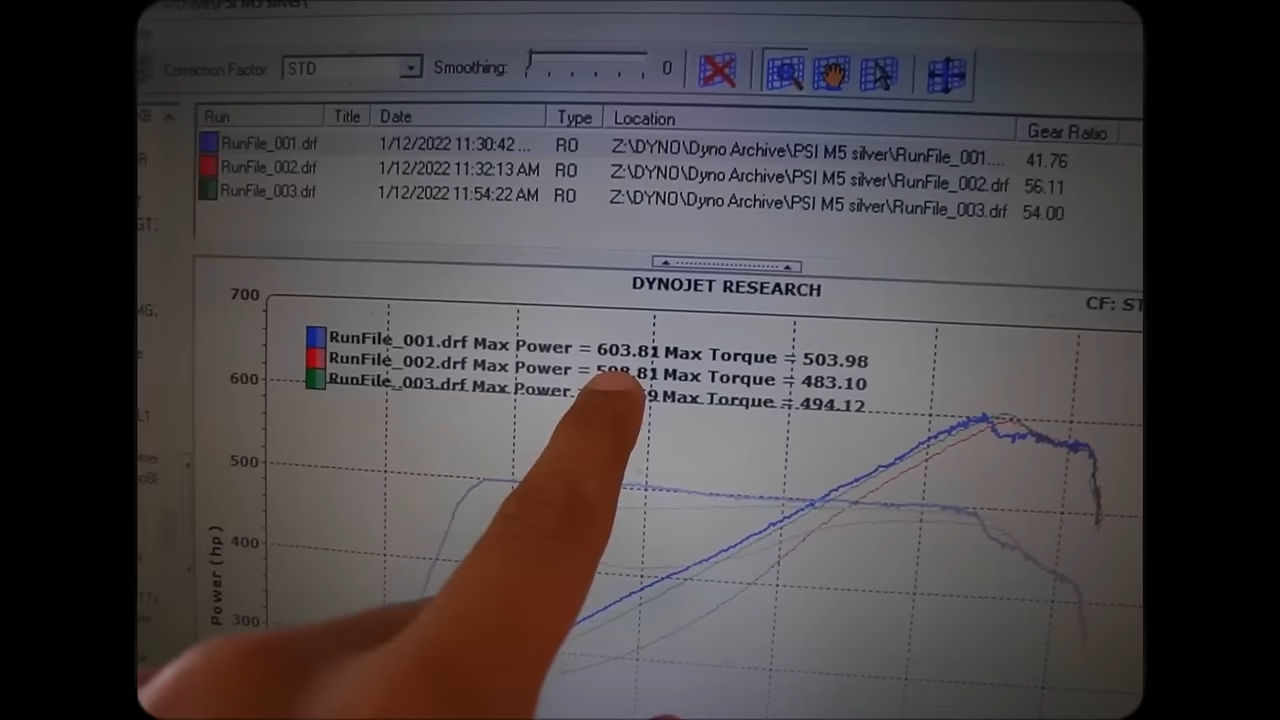 Correction Factor: STD Smoothing: 0
Run Title Date Type Location Gear Ratio
RunFile_001.drf 1/12/2022 11:30:42... RO Z:\DYNO\Dyno Archive\PSI M5 silver\RunFile_001.... 41.76
RunFile_002.drf 1/12/2022 11:32:13 AM RO Z:\DYNO\Dyno Archive\PSI M5 silver\RunFile_002.drf 56.11
RunFile_003.drf 1/12/2022 11:54:22 AM RO Z:\DYNO\Dyno Archive\PSI M5 silver\RunFile_003.drf 54.00
DYNOJET RESEARCH
CF: ST
700
RunFile_001.drf Max Power = 603.81 Max Torque = 503.98
RunFile_002.drf Max Power = 598.81 Max Torque = 483.10
600
RunFile_003.drf Max Power Max Torque = 494.12
500
400
300
Power (hp)